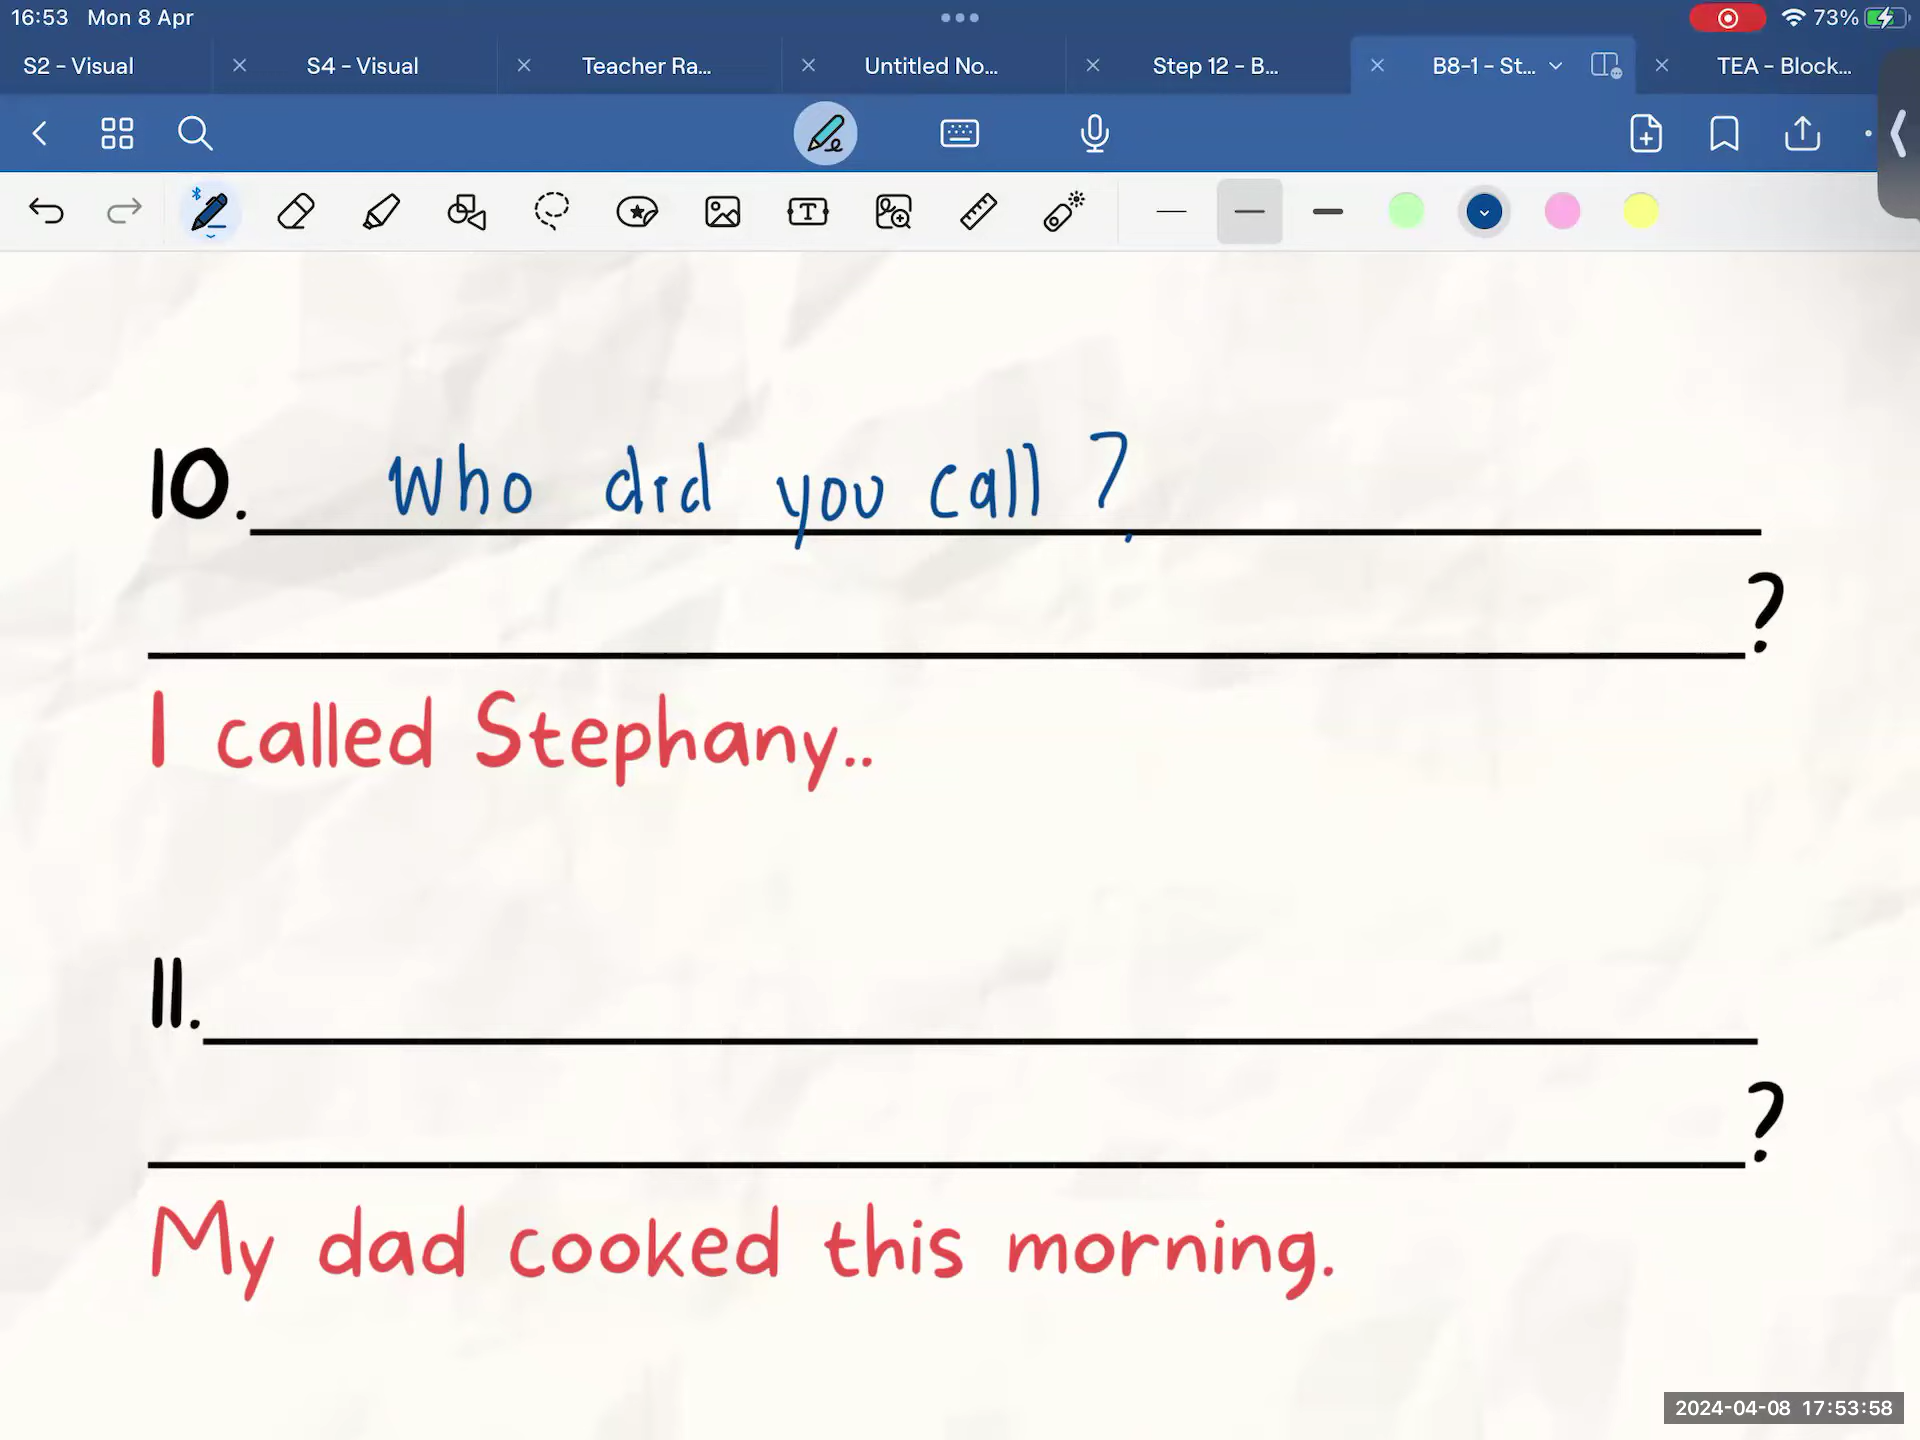 16:53 Mon 8 Apr
73%
S2 - Visual
S4 - Visual
Teacher Ra...
Untitled No...
Step 12 - B...
B8-1 - St...
TEA - Block...
10. Who did you call ?
?
I called Stephany..
11.
?
My dad cooked this morning.
2024-04-08 17:53:58